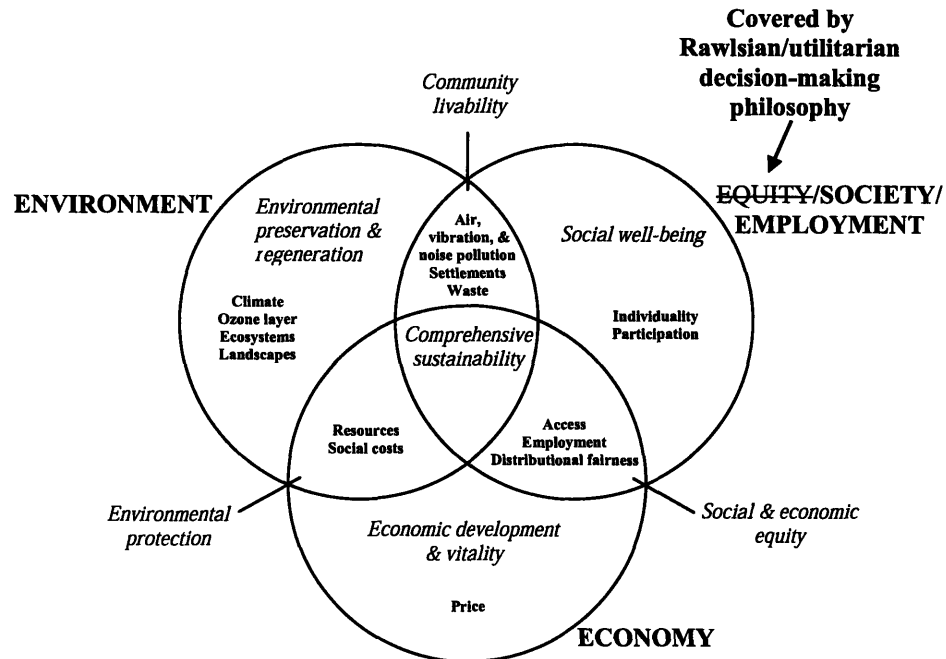 Covered by
Rawlsian/utilitarian
decision-making
philosophy
Community
livability
ENVIRONMENT
EQUITY/SOCIETY/
EMPLOYMENT
Environmental
preservation &
regeneration
Air,
vibration, &
noise pollution
Settlements
Waste
Social well-being
Climate
Ozone layer
Ecosystems
Landscapes
Individuality
Participation
Comprehensive
sustainability
Resources
Social costs
Access
Employment
Distributional fairness
Environmental
protection
Economic development
& vitality
Social & economic
equity
Price
ECONOMY